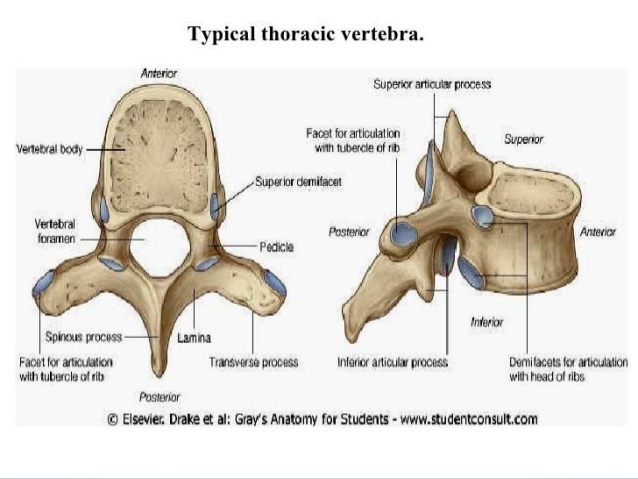 Typical thoracic vertebra.
Anterior
Vertebral body
Superior demifacet
Vertebral
foramen
Pedicle
Spinous process
Lamina
Facet for articulation
with tubercle of rib
Transverse process
Posterior
Superior articular process
Facet for articulation
with tubercle of rib
Superior
Posterior
Anterior
Inferior
Inferior articular process
Demifacets for articulation
with head of ribs
© Elsevier. Drake et al: Gray's Anatomy for Students - www.studentconsult.com